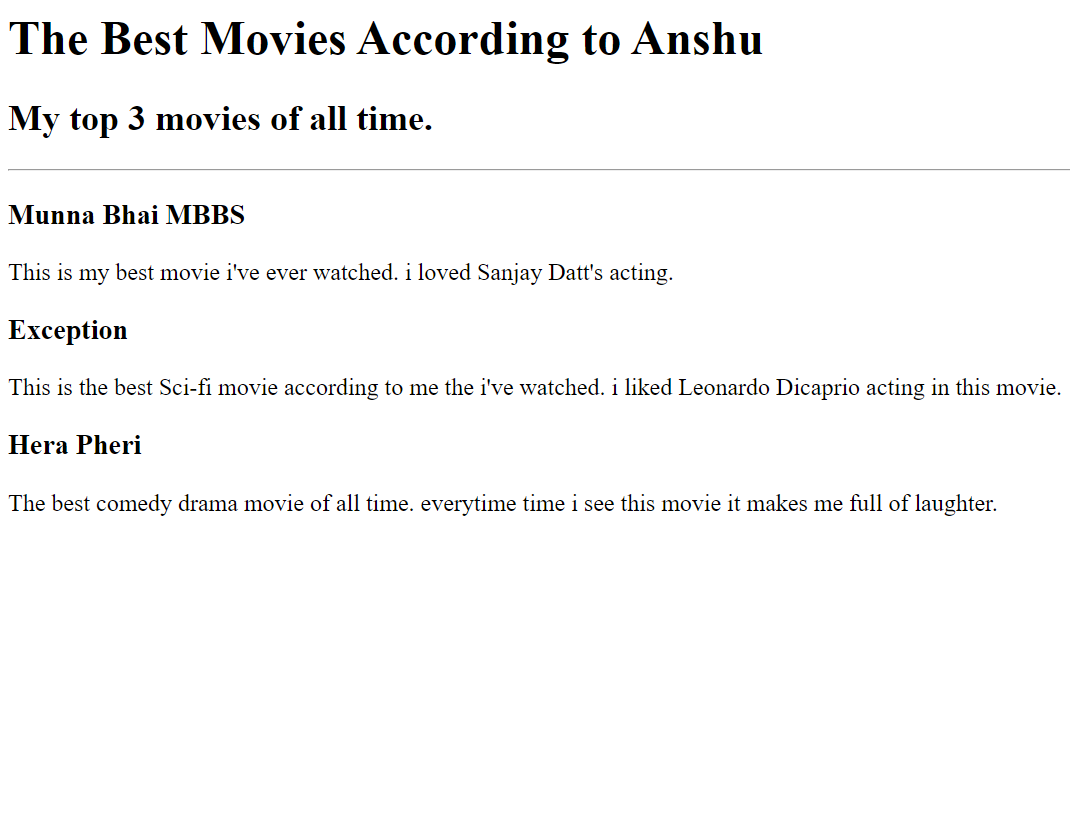 The Best Movies According to Anshu
My top 3 movies of all time.
Munna Bhai MBBS
This is my best movie i've ever watched. i loved Sanjay Datt's acting.
Exception
This is the best Sci-fi movie according to me the i've watched. i liked Leonardo Dicaprio acting in this movie.
Hera Pheri
The best comedy drama movie of all time. everytime time i see this movie it makes me full of laughter.